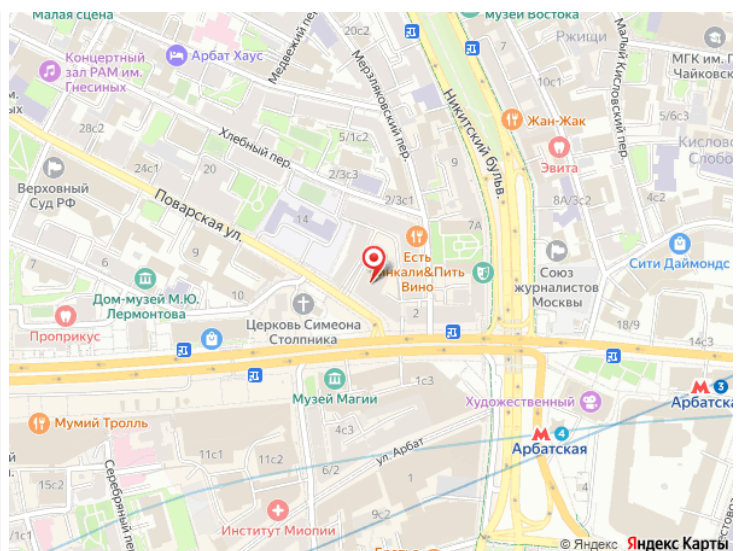 Малая сцена
20с2
музей Востока
Ржищи
МГК им. П
Чайковск
Концертный
зал РАМ им.
Гнесиных
Арбат Хаус
Медвежий пер.
10с1
Малый Кисловский пер.
Мерзляковский пер.
Никитский бульв.
Жан-Жак
5/6с3
28с2
Хлебный пер.
5/1с2
9
Эвита
Кислово
Слобо
24с1
20
2/3с3
Верховный
Суд РФ
Поварская ул.
2/3с1
8А/3с2
4с2
14
7А
10
Есть
инкали&Пить
Вино
Союз
журналистов
Москвы
Сити Даймондс
7
Дом-музей М.Ю.
Лермонтова
Проприкус
Церковь Симеона
Столпника
2
18/9
14с3
1с3
Музей Магии
Художественный
3
Арбатска
Мумий Тролль
4с3
4
Арбатская
11с1
11с2
ул. Арбат
6/2
15с2
Серебряный пер.
9с2
Институт Миопии
© Яндекс Яндекс Карты